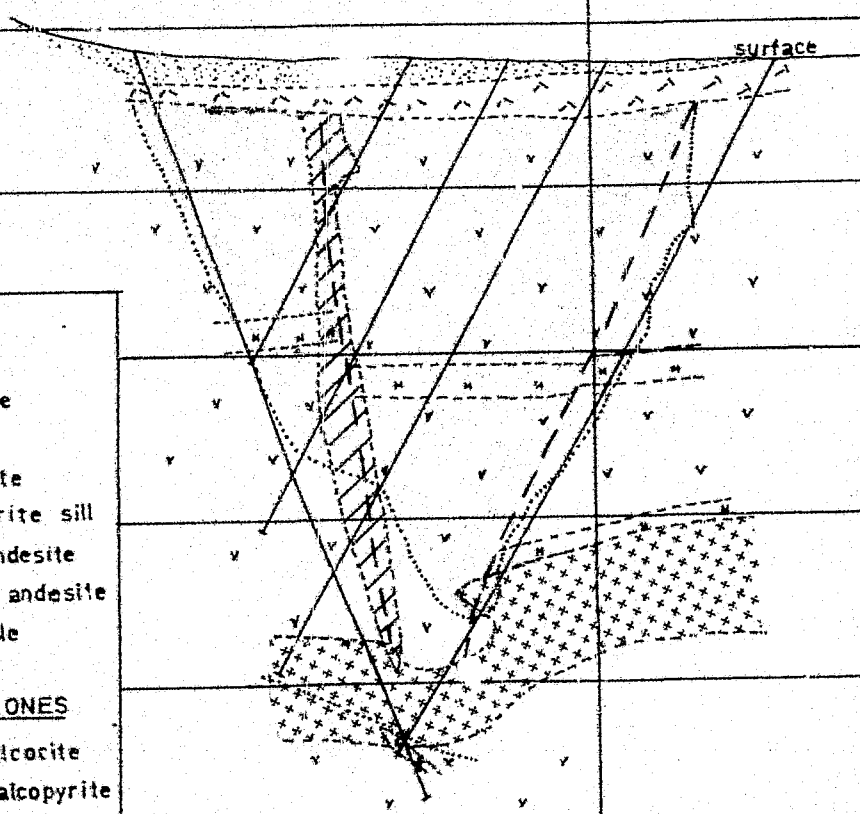 surface
e
te
rite sill
ndesite
andesite
le
ONES
lcocite
alcopyrite